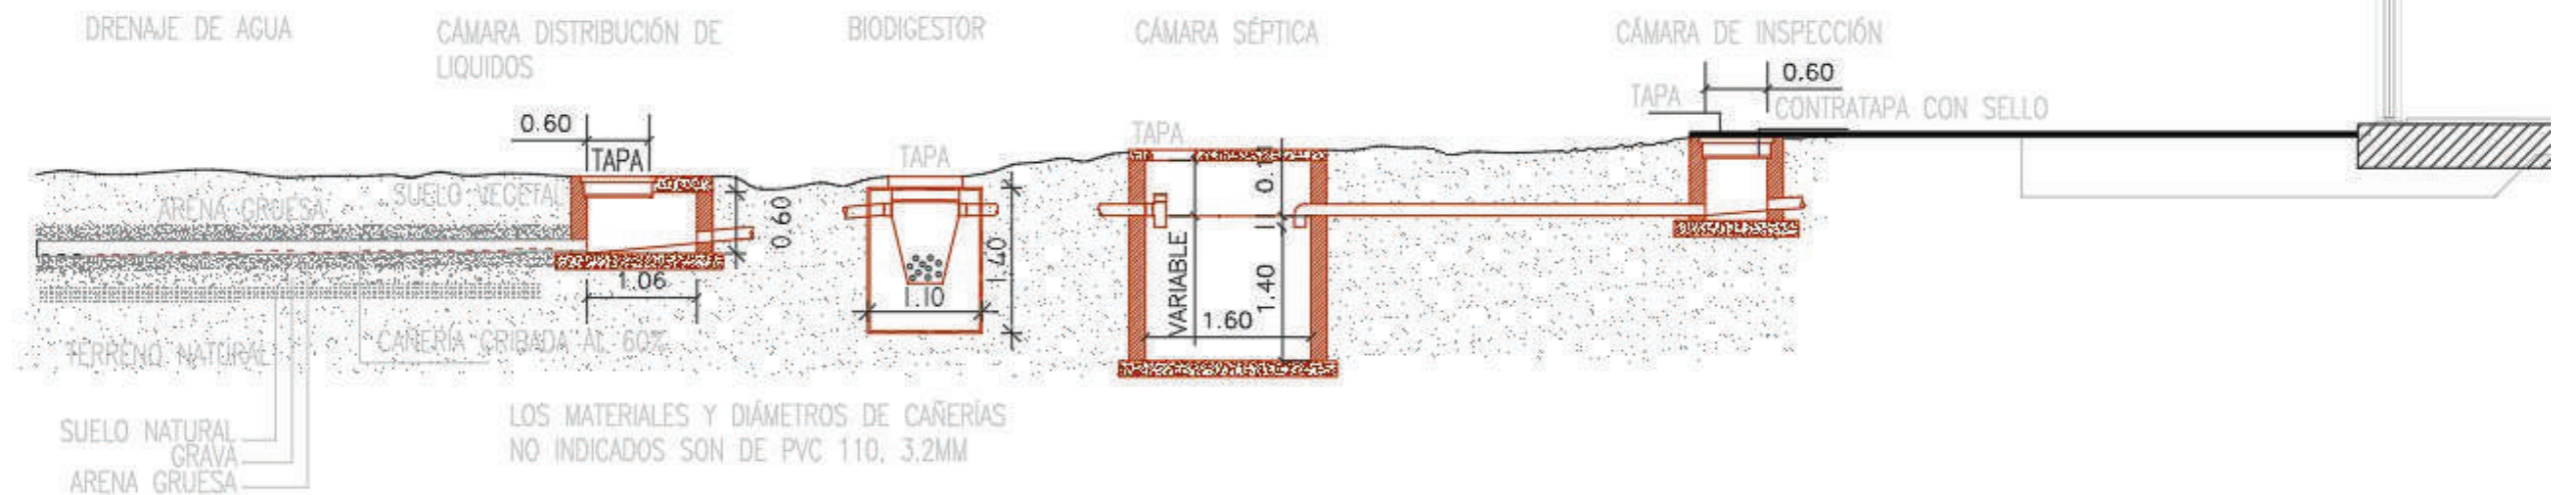 DRENAJE DE AGUA
CÁMARA DISTRIBUCIÓN DE
LIQUIDOS
BIODIGESTOR
CÁMARA SÉPTICA
CÁMARA DE INSPECCIÓN
0.60
TAPA
CONTRATAPA CON SELLO
0.60
TAPA
TAPA
TAPA
SUELO VEGETAL
ARENA GRUESA
0.60
1.06
1.40
1.10
VARIABLE
1.60
1.40
TERRENO NATURAL
CAÑERÍA CRIBADA AL 60%
SUELO NATURAL
GRAVA
ARENA GRUESA
LOS MATERIALES Y DIÁMETROS DE CAÑERÍAS
NO INDICADOS SON DE PVC 110, 3.2MM